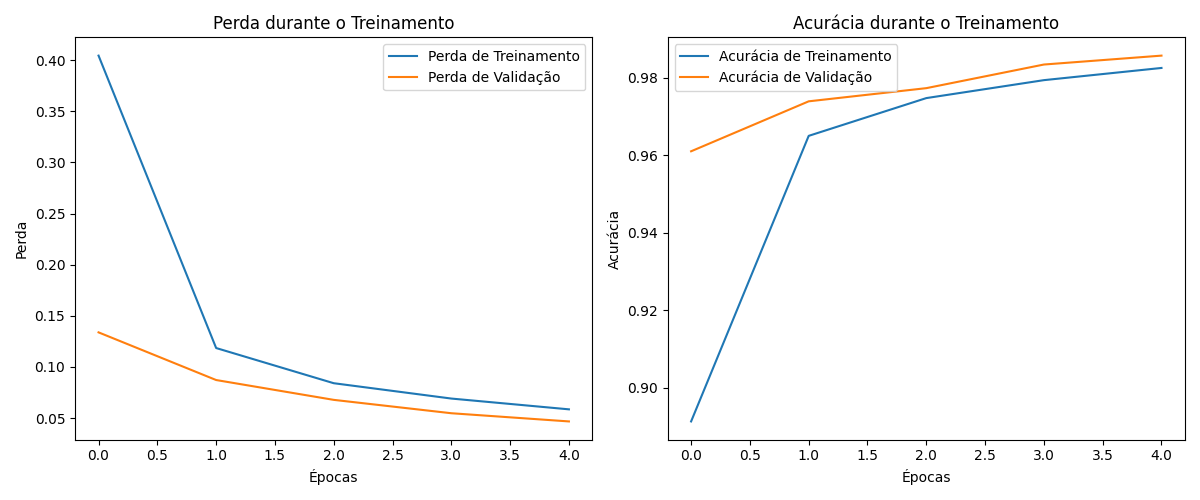 Perda durante o Treinamento
Perda de Treinamento
Perda de Validação
0.40
0.35
0.30
0.25
0.20
0.15
0.10
0.05
Perda
0.0 0.5 1.0 1.5 2.0 2.5 3.0 3.5 4.0
Épocas
Acurácia durante o Treinamento
Acurácia de Treinamento
Acurácia de Validação
0.98
0.96
0.94
0.92
0.90
Acurácia
0.0 0.5 1.0 1.5 2.0 2.5 3.0 3.5 4.0
Épocas